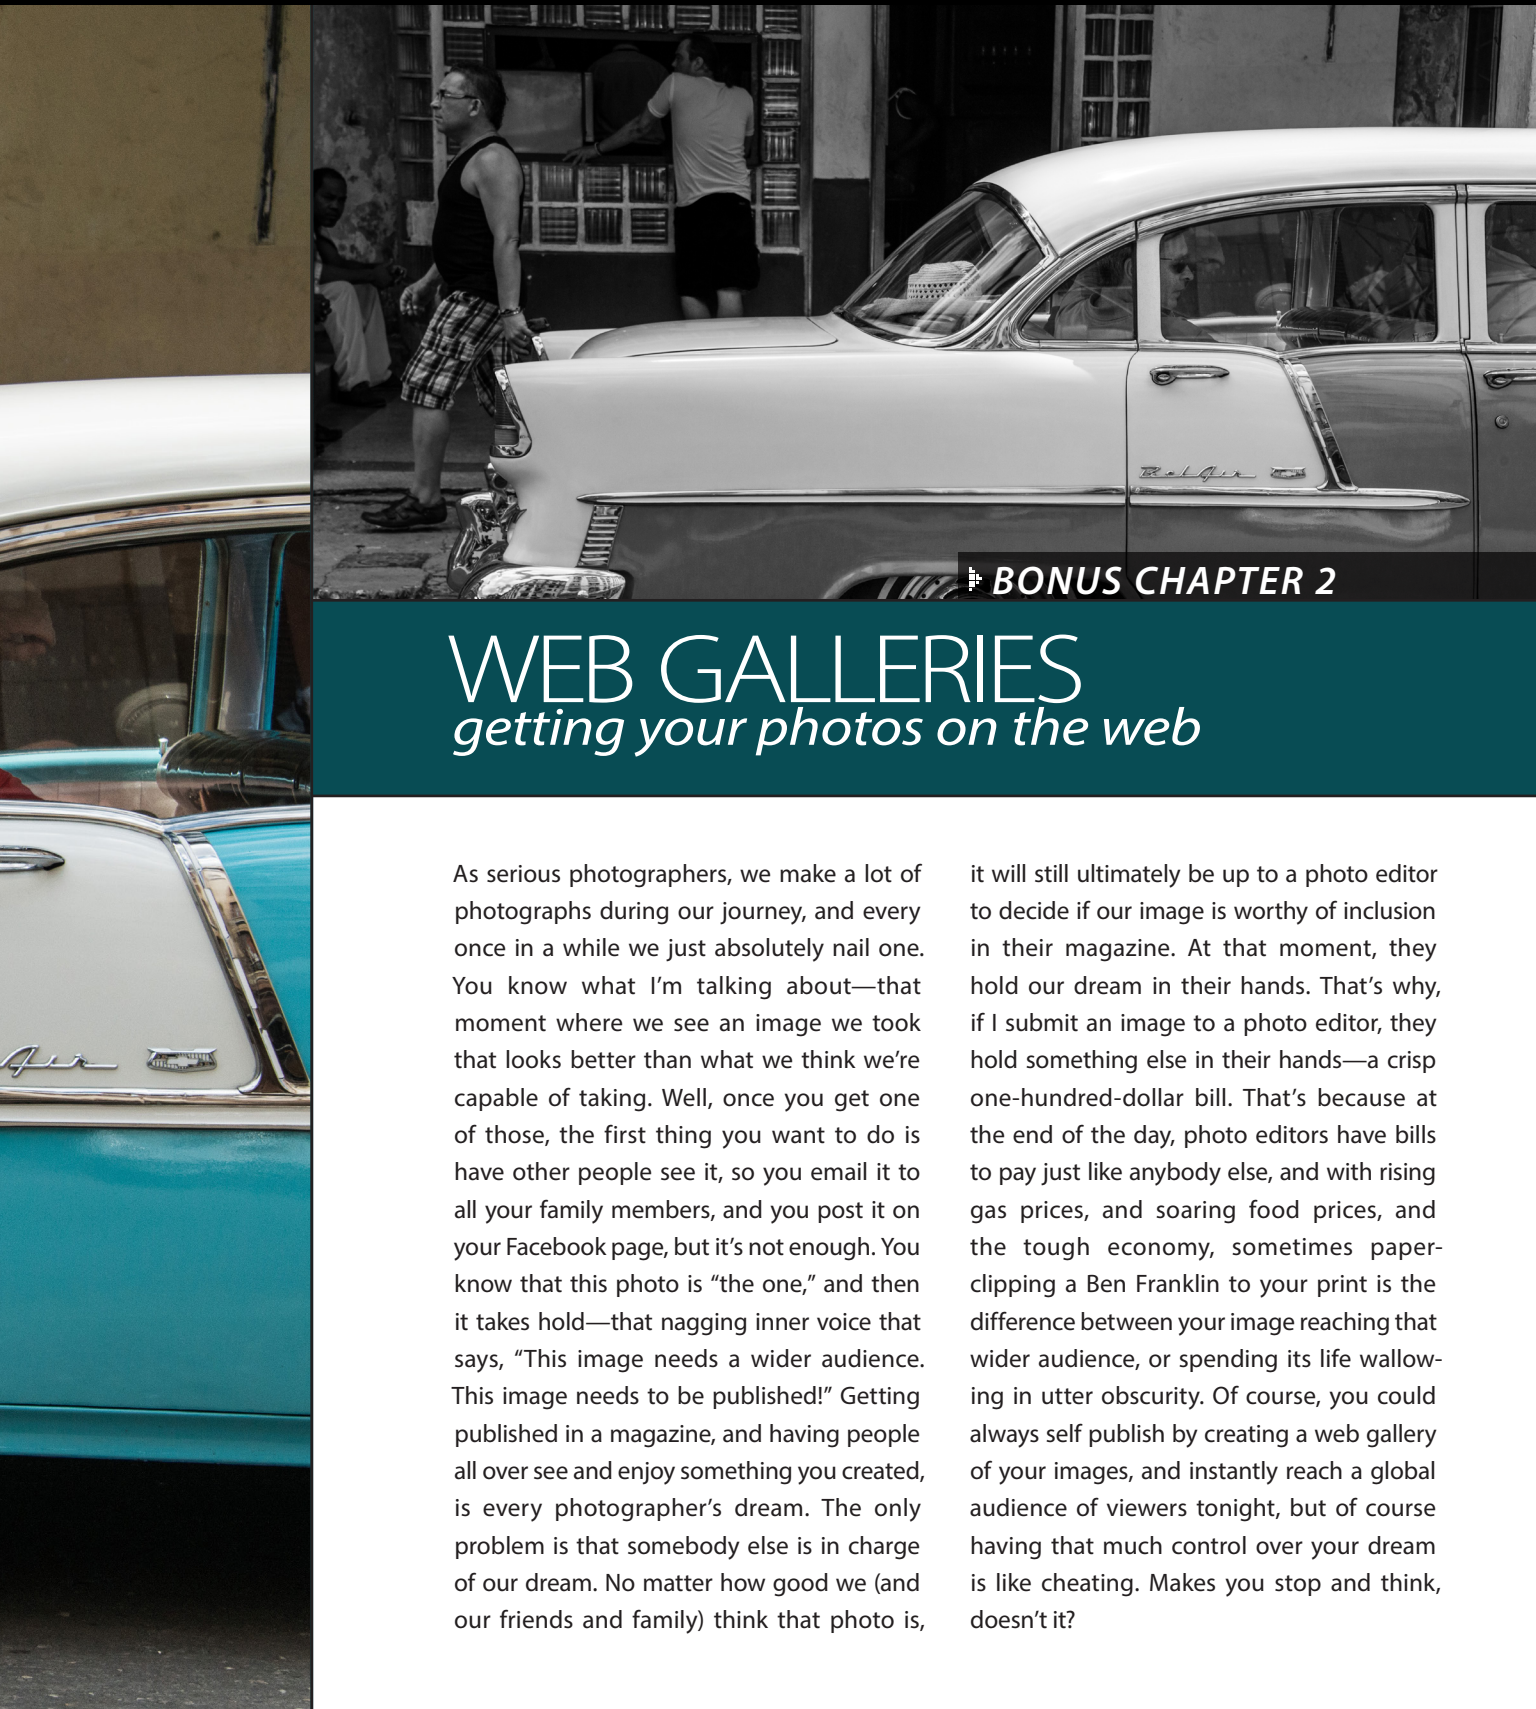 BelAir
BONUS CHAPTER 2
WEB GALLERIES
getting your photos on the web
Air
As serious photographers, we make a lot of
photographs during our journey, and every
once in a while we just absolutely nail one.
You know what I’m talking about—that
moment where we see an image we took
that looks better than what we think we’re
capable of taking. Well, once you get one
of those, the first thing you want to do is
have other people see it, so you email it to
all your family members, and you post it on
your Facebook page, but it’s not enough. You
know that this photo is “the one,” and then
it takes hold—that nagging inner voice that
says, “This image needs a wider audience.
This image needs to be published!” Getting
published in a magazine, and having people
all over see and enjoy something you created,
is every photographer’s dream. The only
problem is that somebody else is in charge
of our dream. No matter how good we (and
our friends and family) think that photo is,
it will still ultimately be up to a photo editor
to decide if our image is worthy of inclusion
in their magazine. At that moment, they
hold our dream in their hands. That’s why,
if I submit an image to a photo editor, they
hold something else in their hands—a crisp
one-hundred-dollar bill. That’s because at
the end of the day, photo editors have bills
to pay just like anybody else, and with rising
gas prices, and soaring food prices, and
the tough economy, sometimes paper-
clipping a Ben Franklin to your print is the
difference between your image reaching that
wider audience, or spending its life wallow-
ing in utter obscurity. Of course, you could
always self publish by creating a web gallery
of your images, and instantly reach a global
audience of viewers tonight, but of course
having that much control over your dream
is like cheating. Makes you stop and think,
doesn’t it?